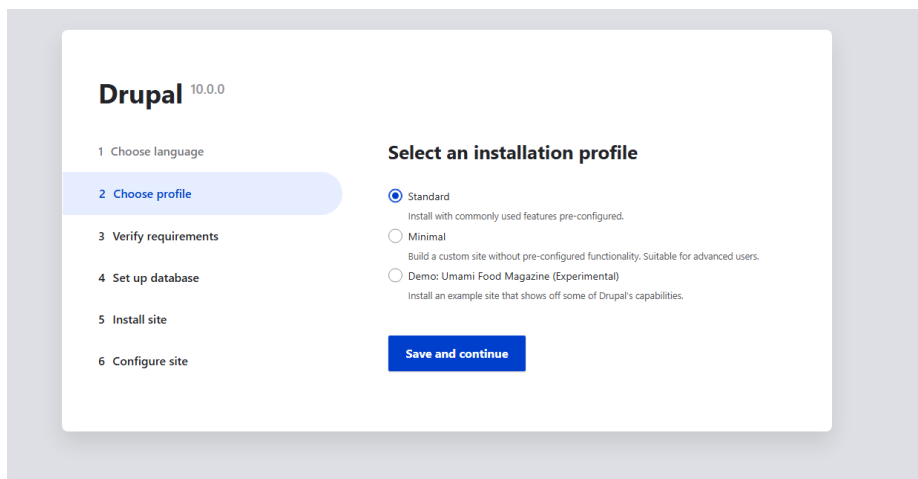 Drupal 10.0.0
1 Choose language
2 Choose profile
3 Verify requirements
4 Set up database
5 Install site
6 Configure site
Select an installation profile
Standard
Install with commonly used features pre-configured.
Minimal
Build a custom site without pre-configured functionality. Suitable for advanced users.
Demo: Umami Food Magazine (Experimental)
Install an example site that shows off some of Drupal's capabilities.
Save and continue